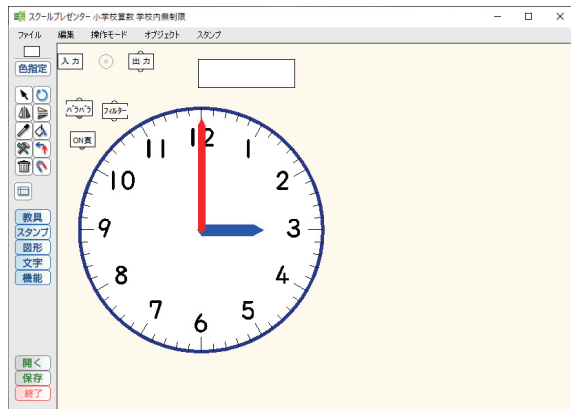 スクールプレゼンター 小学校算数 学校内無制限
ファイル 編集 操作モード オブジェクト スタンプ
色指定
入力 出力
パラパラ フィルター
ON頁
12
11 1
10 2
9 3
8 4
7 5
6
教具
スタンプ
図形
文字
機能
開く
保存
終了